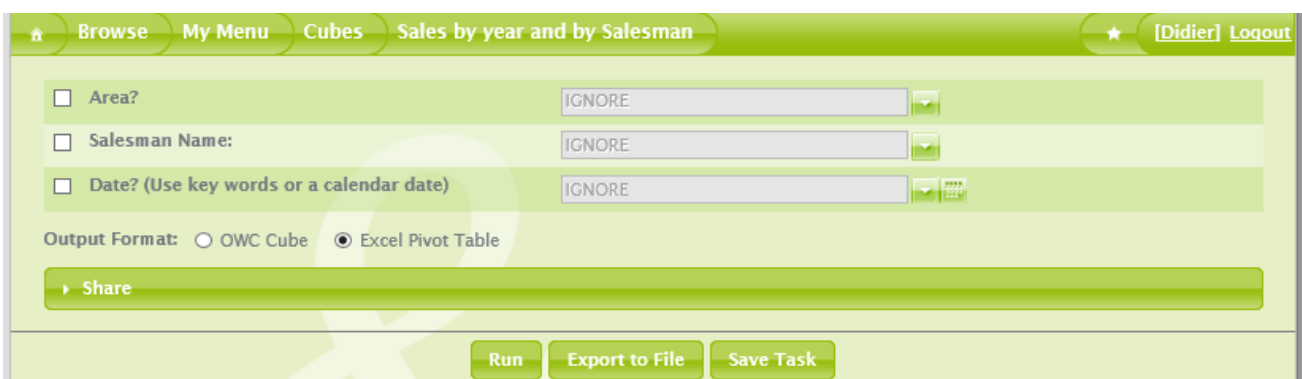 Browse My Menu Cubes Sales by year and by Salesman [Didier] Logout
Area? IGNORE
Salesman Name: IGNORE
Date? (Use key words or a calendar date) IGNORE
Output Format: OWC Cube Excel Pivot Table
Share
Run Export to File Save Task